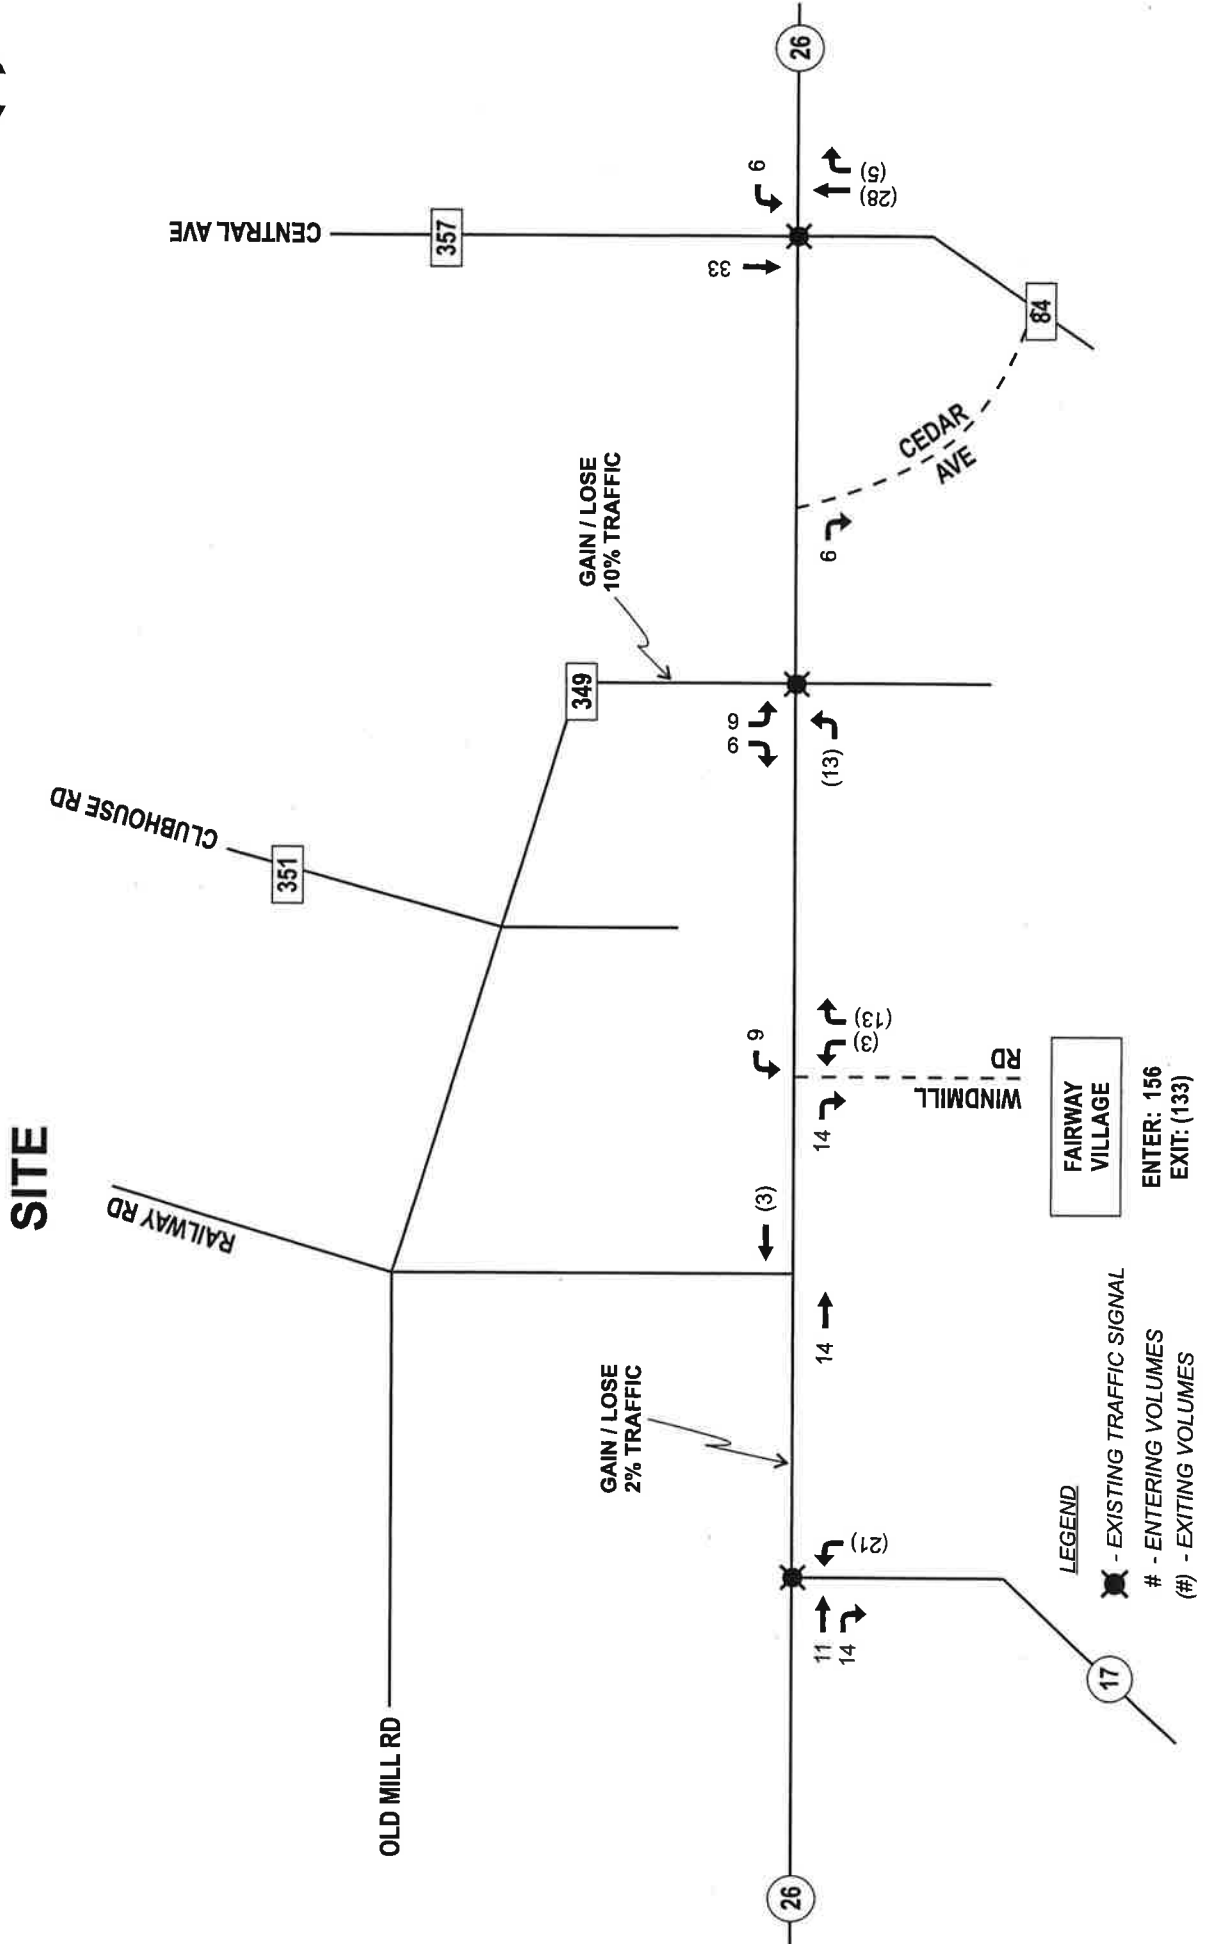 SITE
CENTRAL AVE
357
26
6
33
(28)
(5)
84
CEDAR
AVE
6
GAIN / LOSE
10% TRAFFIC
349
9
6
(13)
CLUBHOUSE RD
351
9
14
(3)
(13)
WINDMILL
RD
FAIRWAY
VILLAGE
ENTER: 156
EXIT: (133)
RAILWAY RD
(3)
14
GAIN / LOSE
2% TRAFFIC
OLD MILL RD
(21)
11
14
17
26
LEGEND
- EXISTING TRAFFIC SIGNAL
# - ENTERING VOLUMES
(#) - EXITING VOLUMES